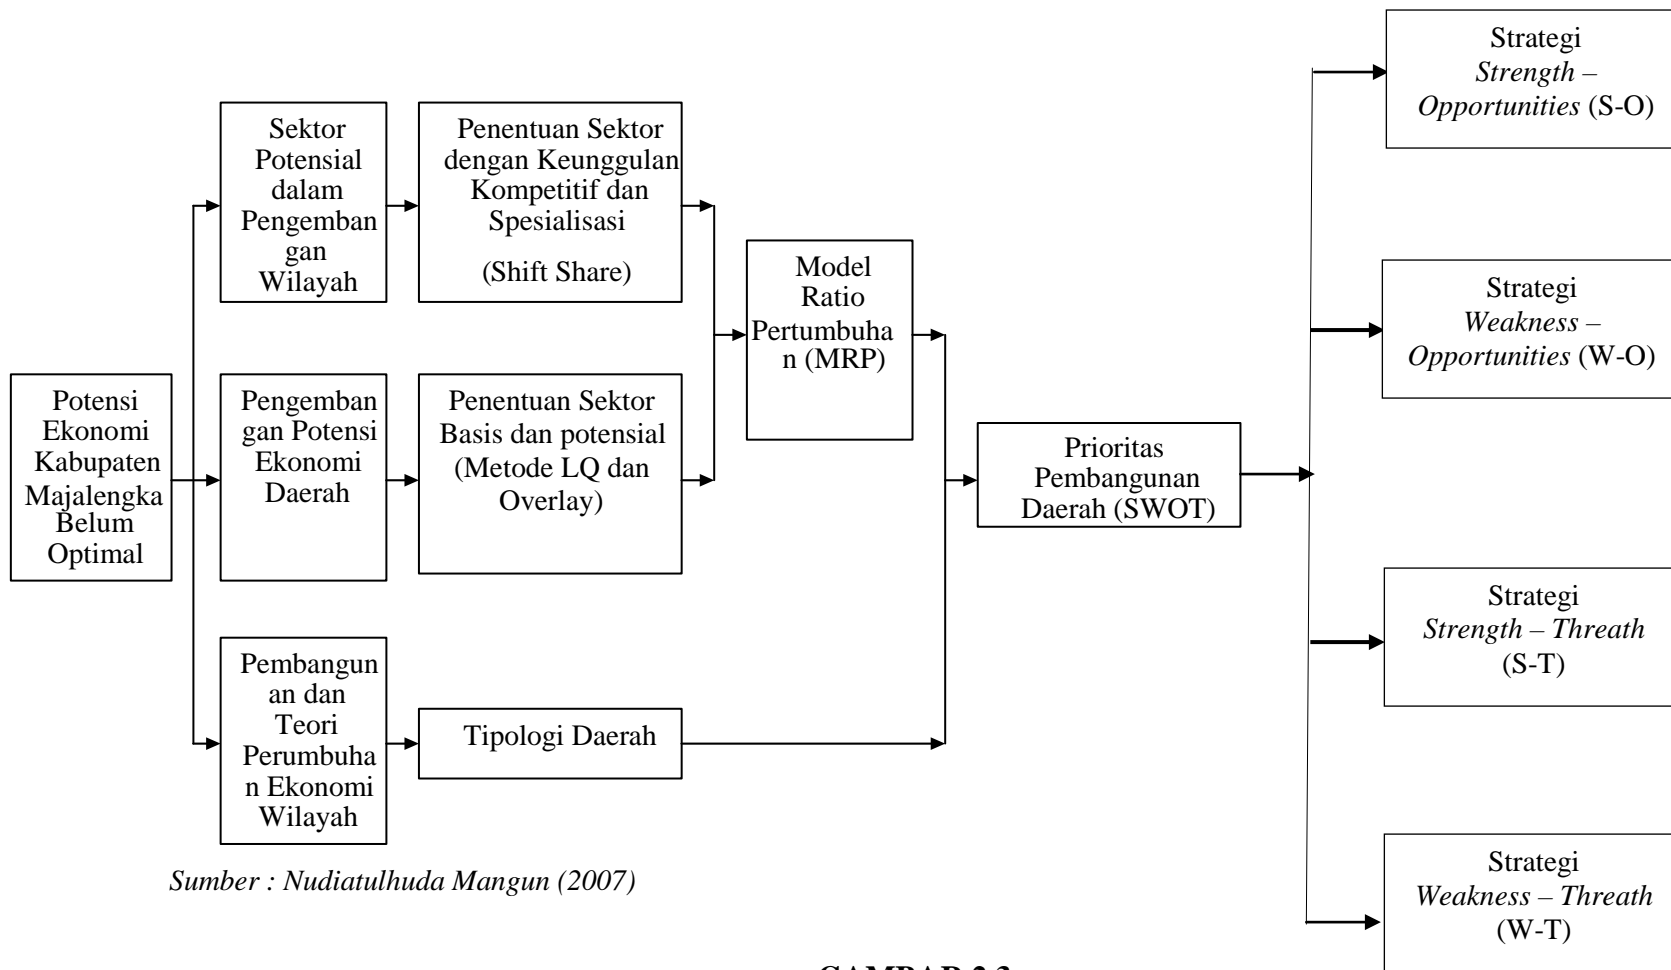 Potensi
Ekonomi
Kabupaten
Majalengka
Belum
Optimal
Sektor
Potensial
dalam
Pengemban
gan
Wilayah
Penentuan Sektor
dengan Keunggulan
Kompetitif dan
Spesialisasi
(Shift Share)
Pengemban
gan Potensi
Ekonomi
Daerah
Penentuan Sektor
Basis dan potensial
(Metode LQ dan
Overlay)
Pembangun
an dan
Teori
Perumbuha
n Ekonomi
Wilayah
Tipologi Daerah
Model
Ratio
Pertumbuha
n (MRP)
Prioritas
Pembangunan
Daerah (SWOT)
Strategi
Strength –
Opportunities (S-O)
Strategi
Weakness –
Opportunities (W-O)
Strategi
Strength – Threath
(S-T)
Strategi
Weakness – Threath
(W-T)
Sumber : Nudiatulhuda Mangun (2007)
GAMBAR 2.3